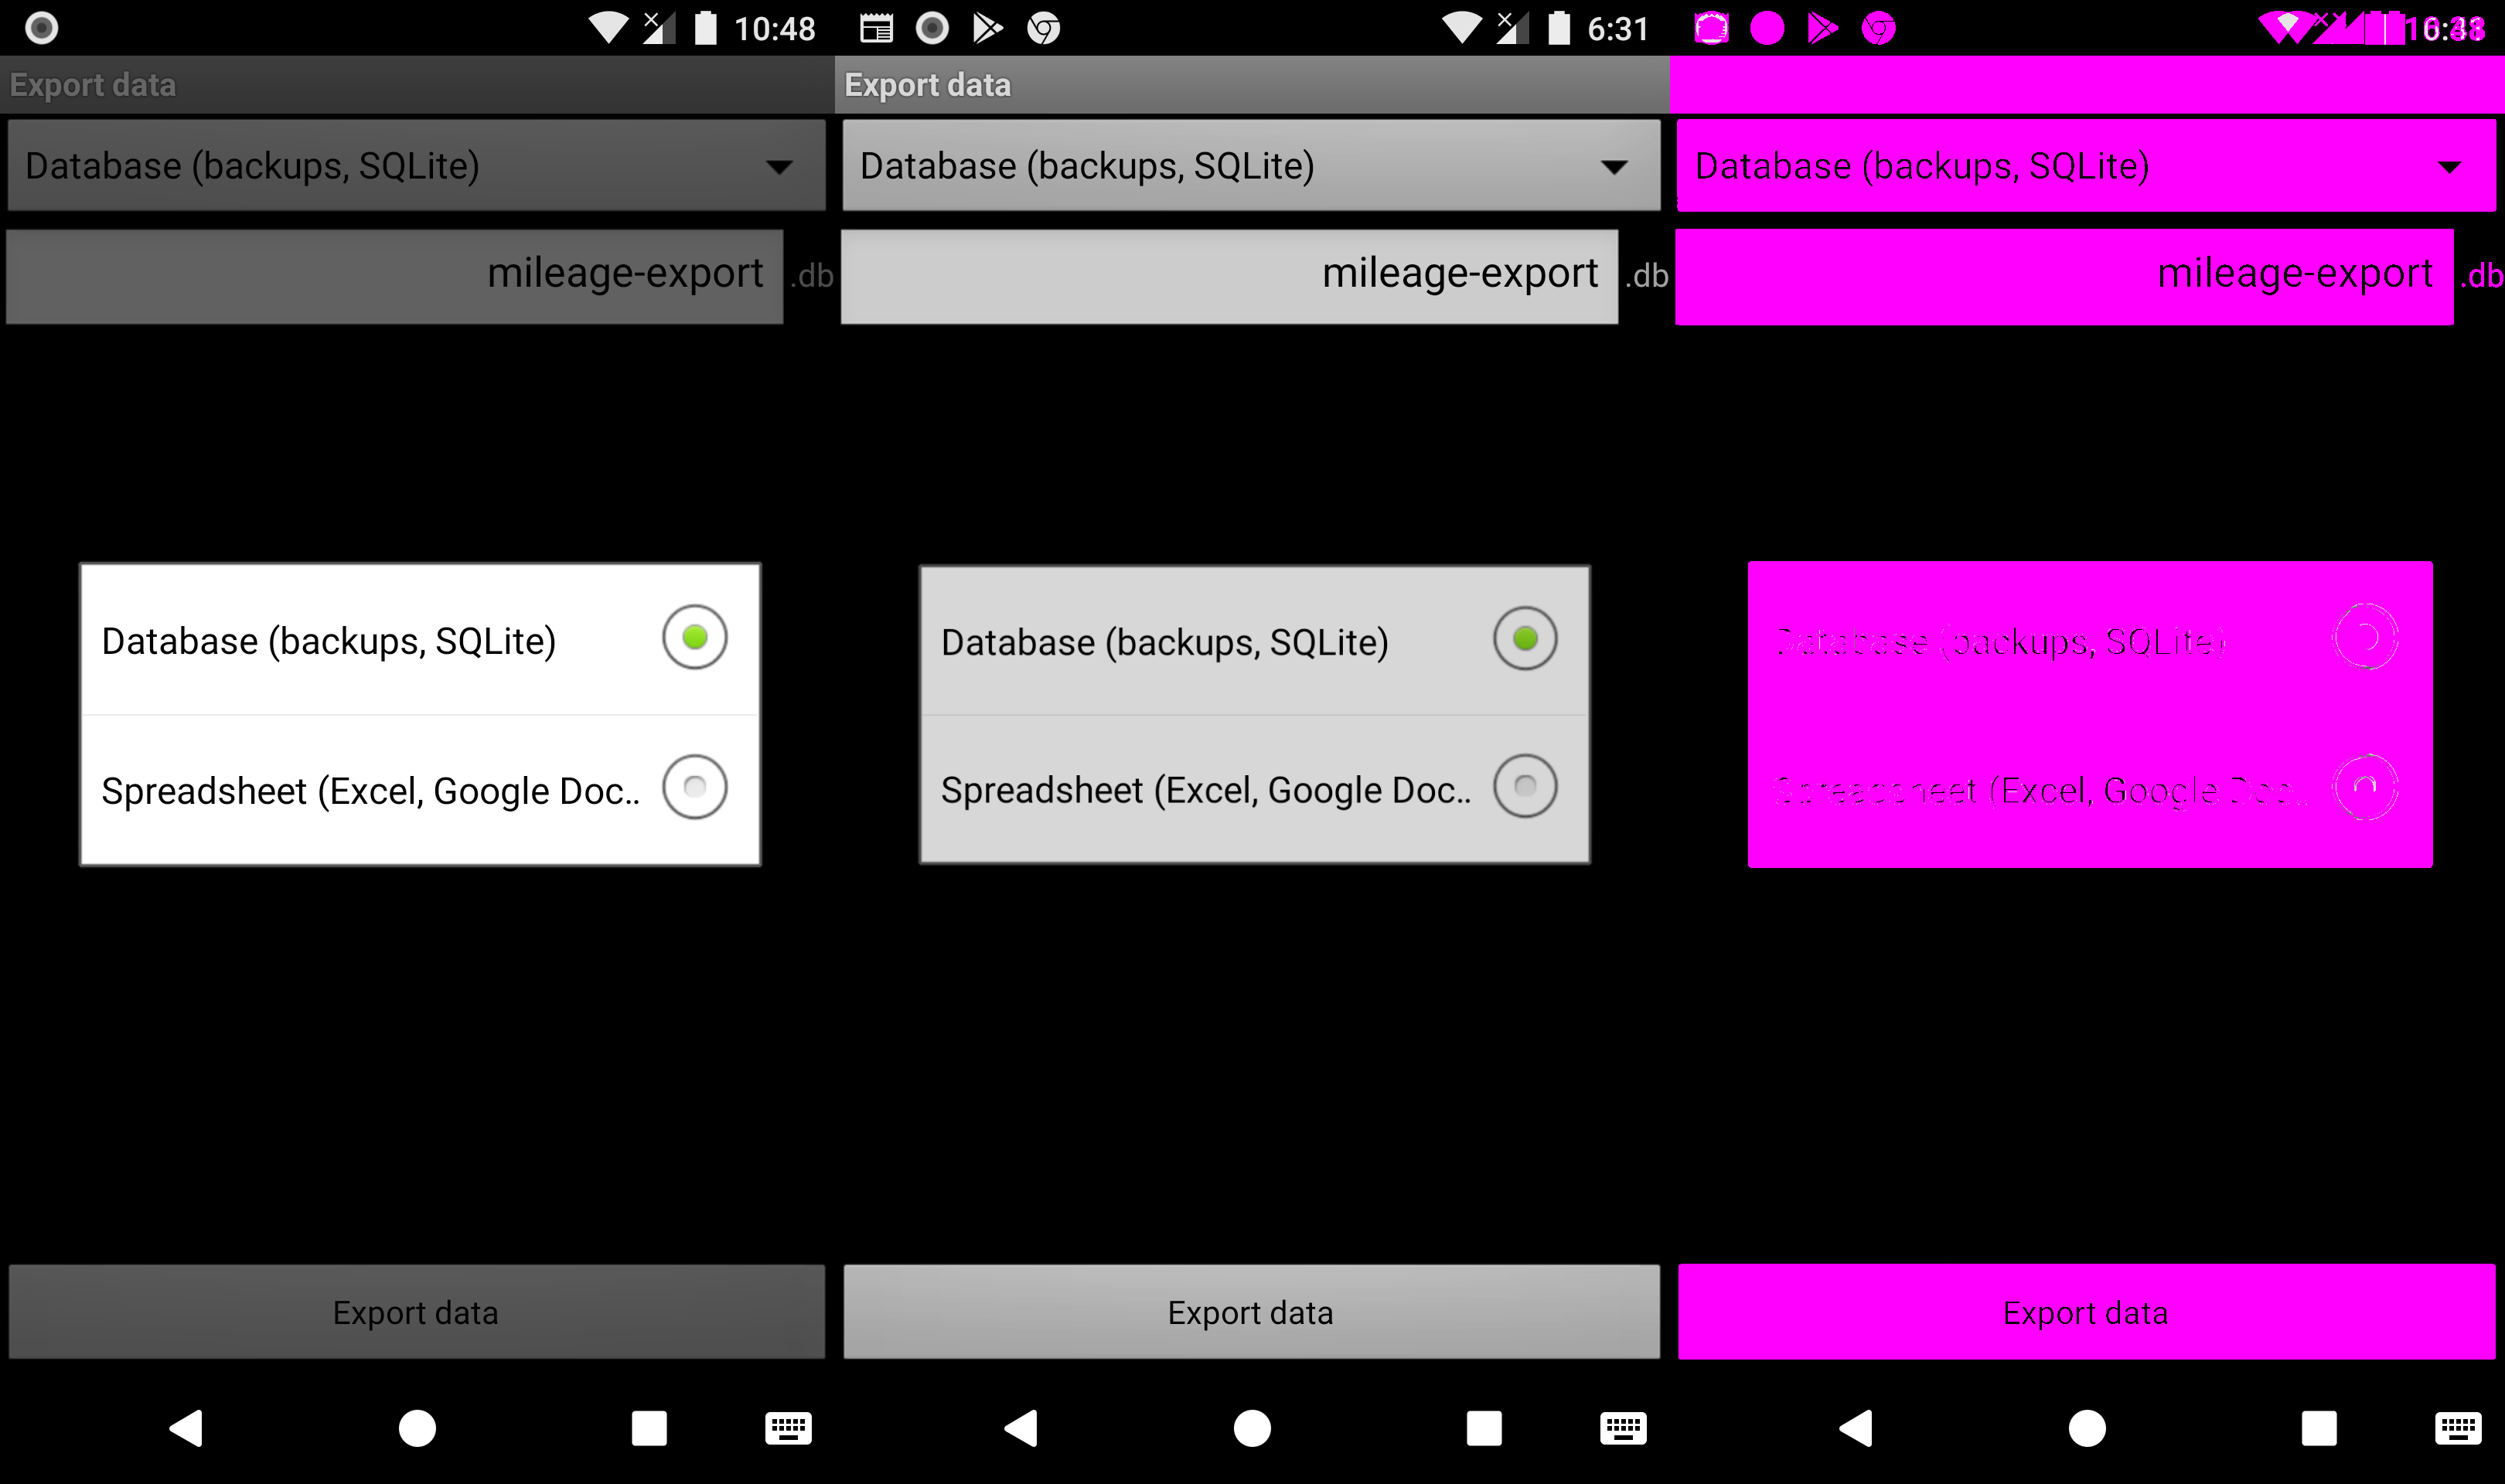 10:48
Export data
Database (backups, SQLite)
mileage-export .db
Database (backups, SQLite)
Spreadsheet (Excel, Google Doc..
Export data
6:31
Export data
Database (backups, SQLite)
mileage-export .db
Database (backups, SQLite)
Spreadsheet (Excel, Google Doc..
Export data
Database (backups, SQLite)
mileage-export .db
Database (backups, SQLite)
Spreadsheet (Excel, Google Doc..
Export data